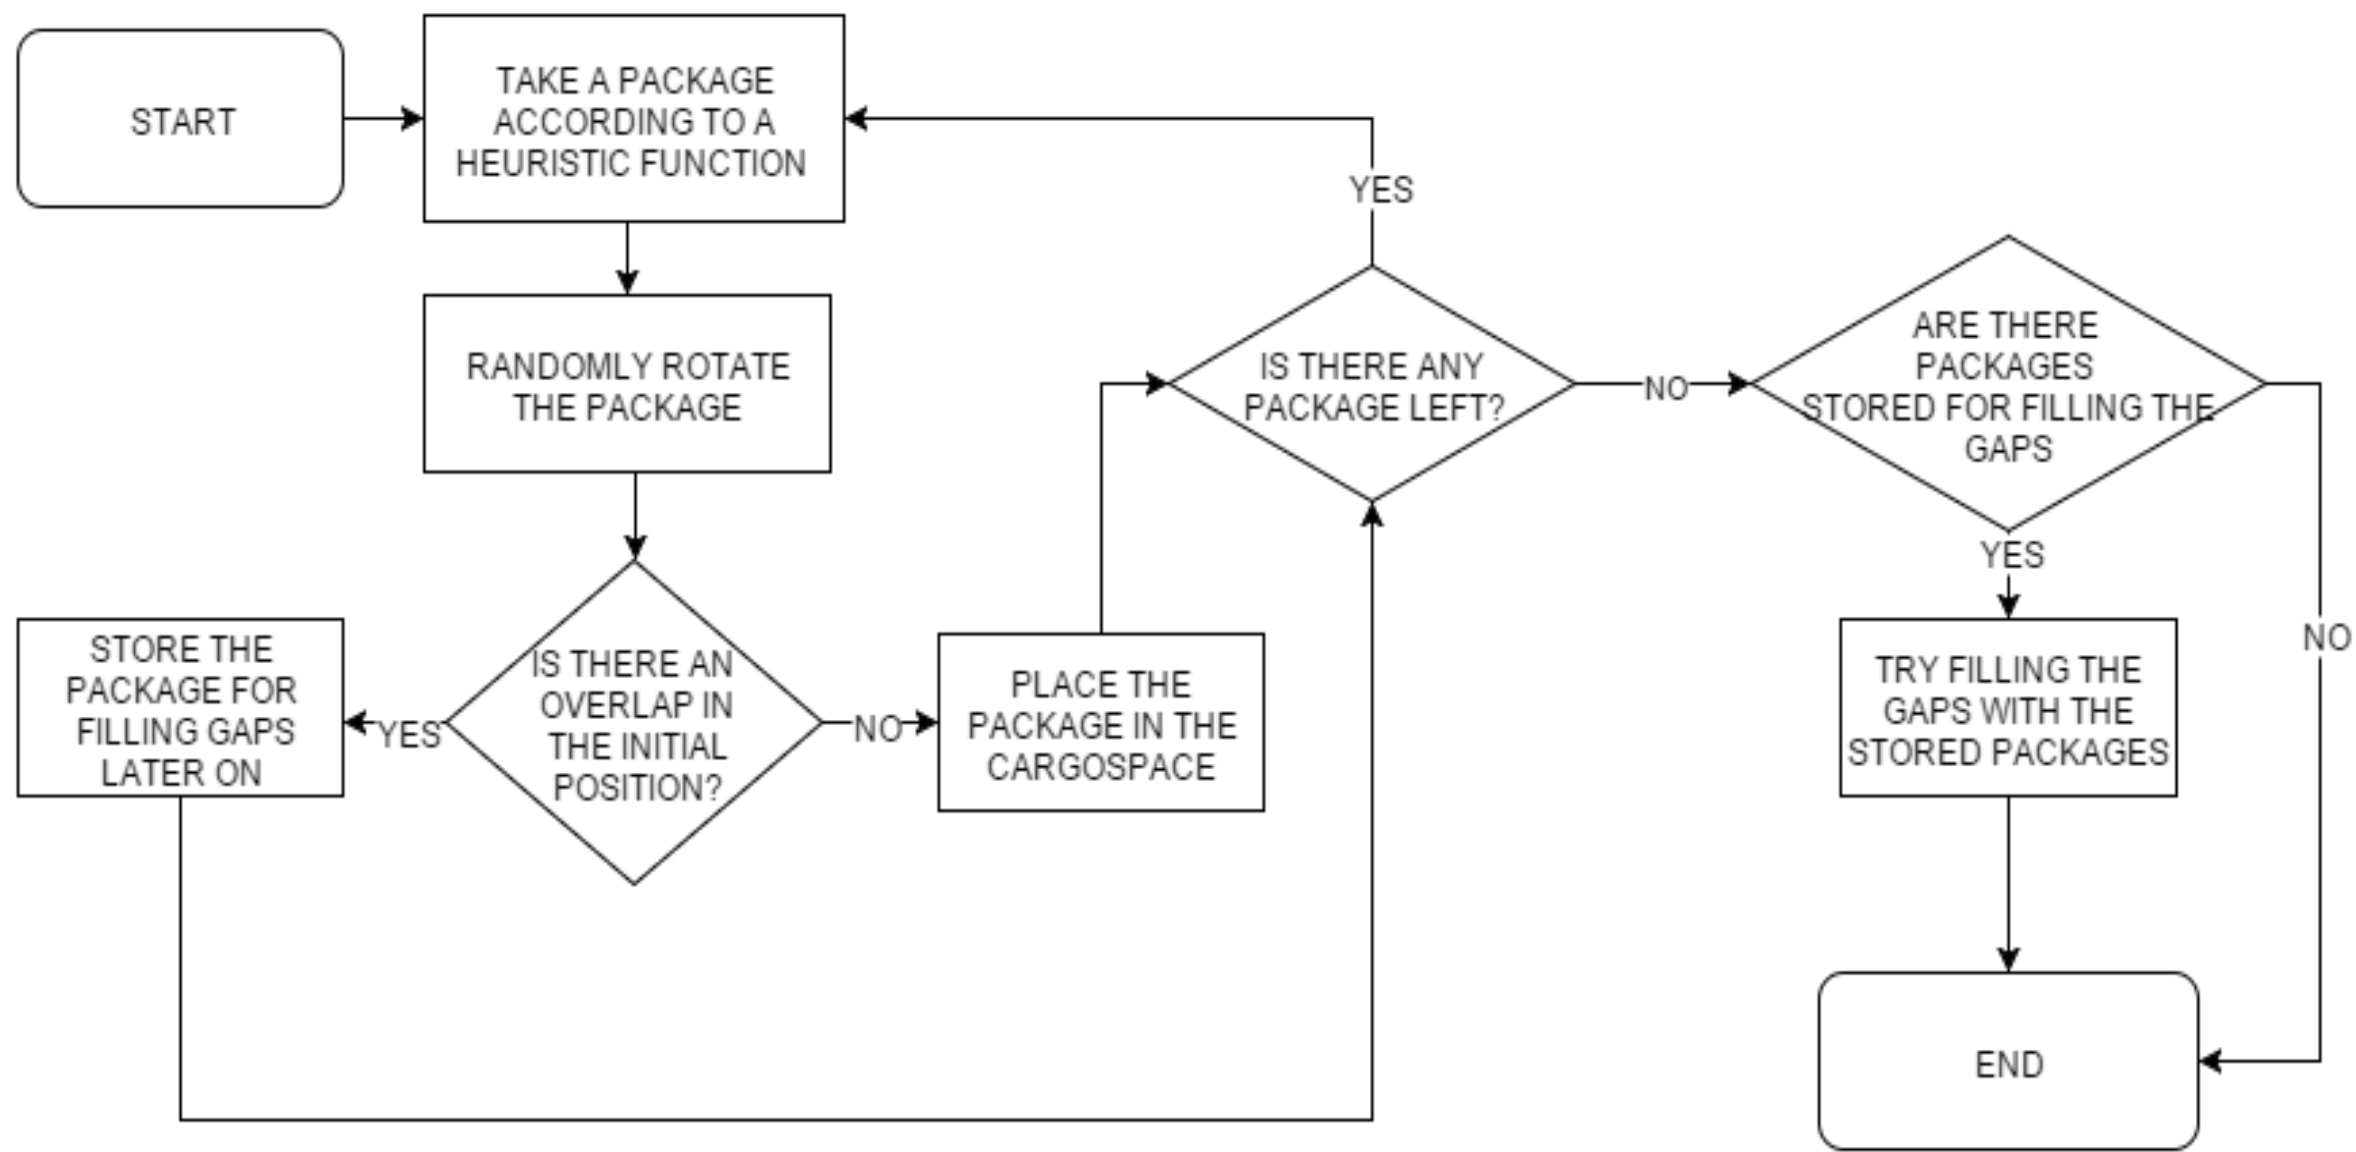 START
TAKE A PACKAGE
ACCORDING TO A
HEURISTIC FUNCTION
YES
RANDOMLY ROTATE
THE PACKAGE
IS THERE ANY
PACKAGE LEFT?
NO
ARE THERE
PACKAGES
STORED FOR FILLING THE
GAPS
YES
NO
STORE THE
PACKAGE FOR
FILLING GAPS
LATER ON
YES
IS THERE AN
OVERLAP IN
THE INITIAL
POSITION?
NO
PLACE THE
PACKAGE IN THE
CARGOSPACE
TRY FILLING THE
GAPS WITH THE
STORED PACKAGES
END